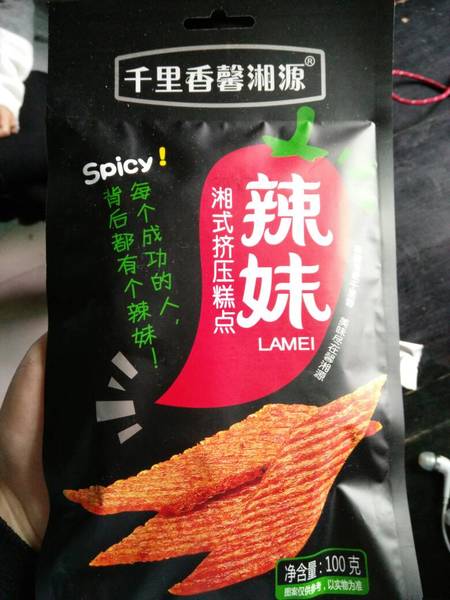 千里香馨湘源®
Spicy!
每个成功的人,
背后都有个辣妹!
湘式挤压糕点
辣妹
LAMEI
净含量:100克
图案仅供参考,以实物为准